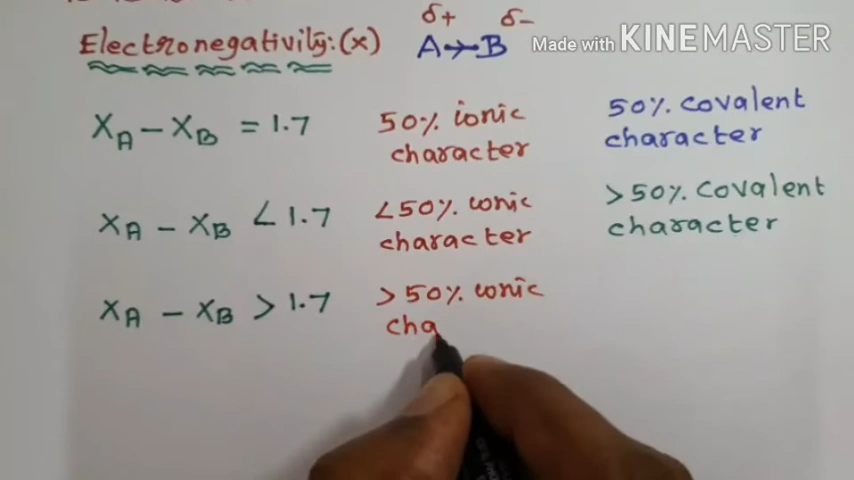 δ+ δ-
Electronegativity:(x) A→B
Made with KINEMASTER
XA - XB = 1.7 50% ionic character 50% covalent character
XA - XB < 1.7 <50% ionic character >50% covalent character
XA - XB > 1.7 >50% ionic cha